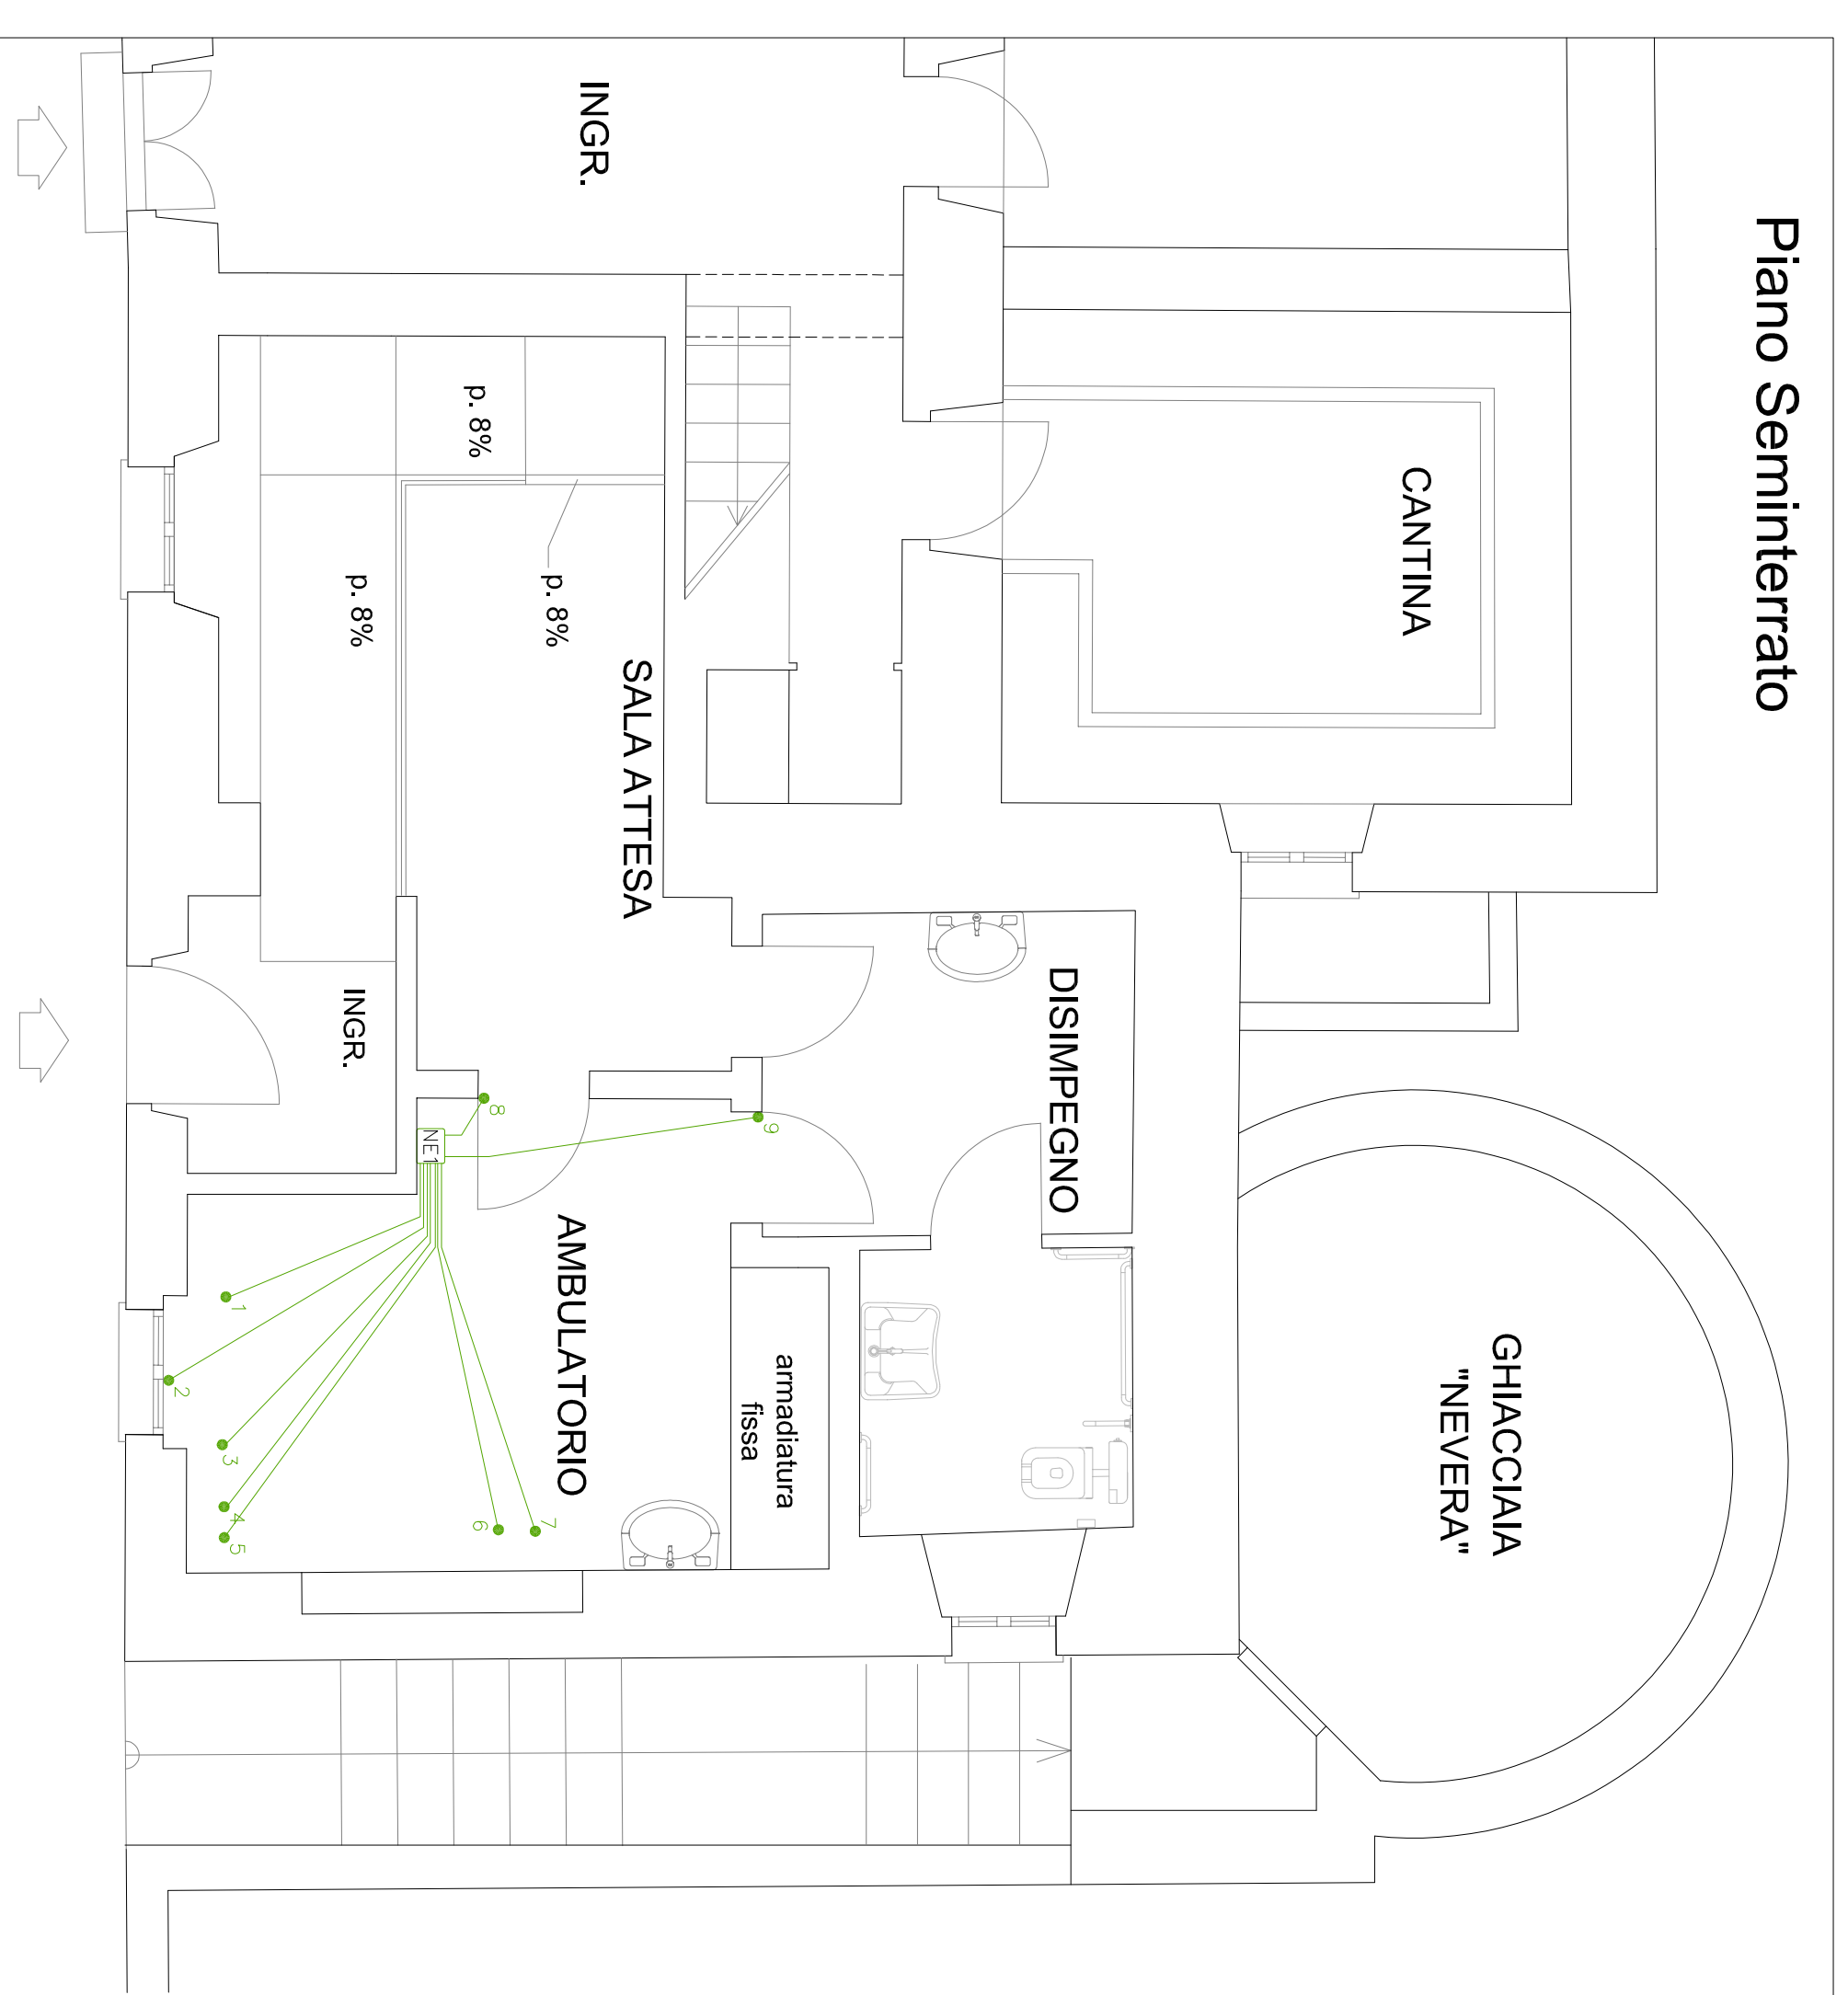 Piano Seminterrato
INGR.
CANTINA
p. 8%
p. 8%
p. 8%
SALA ATTESA
DISIMPEGNO
INGR.
GHIACCIAIA
"NEVERA"
AMBULATORIO
armadiatura
fissa
NE1
1
2
3
4
5
6
7
8
9